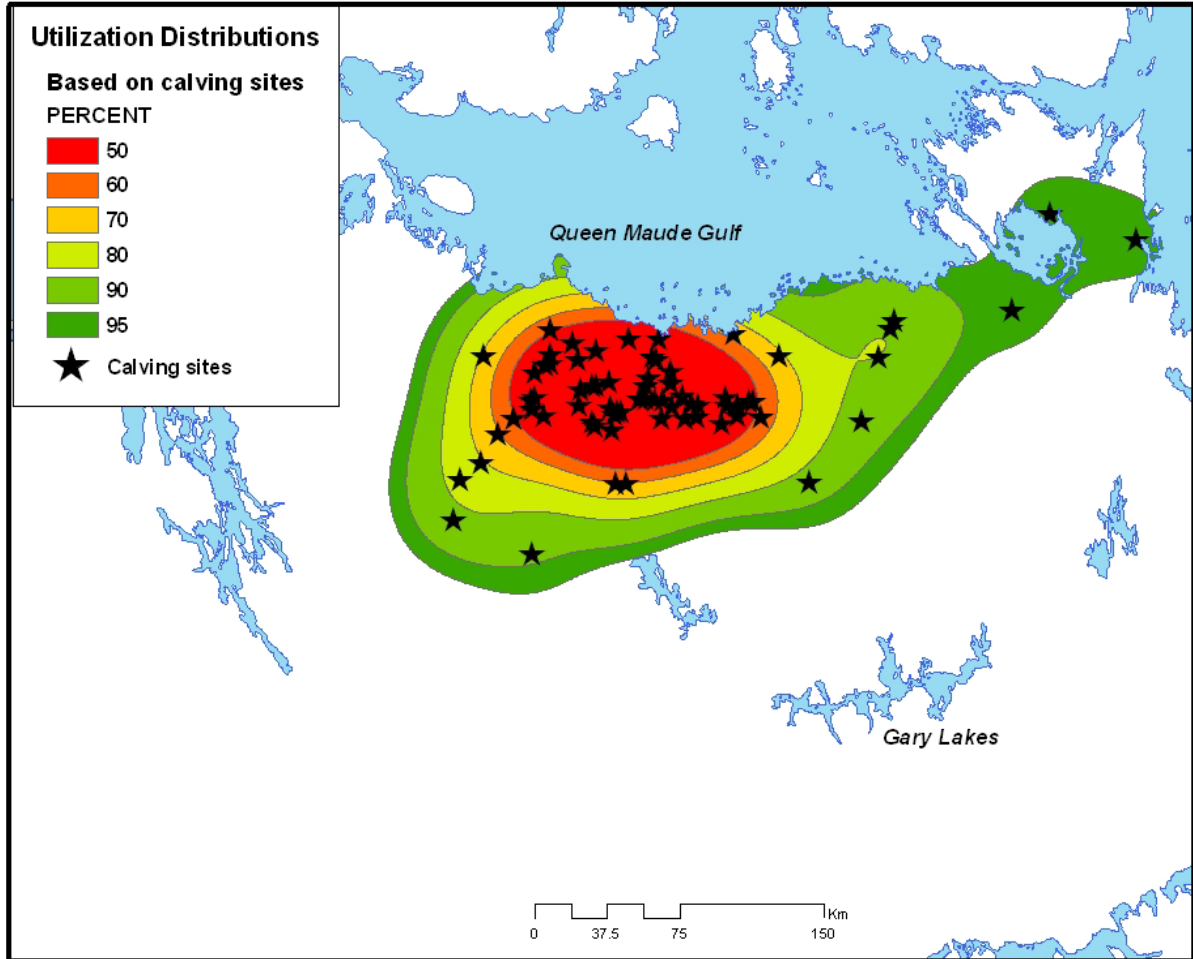 Utilization Distributions
Based on calving sites
PERCENT
50
60
70
80
90
95
Calving sites
Queen Maude Gulf
Gary Lakes
Km
0 37.5 75 150